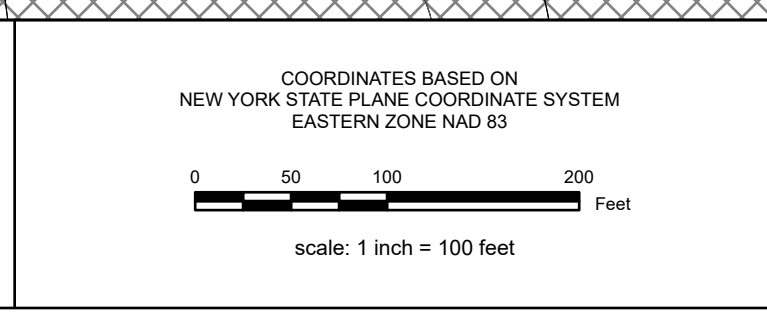 COORDINATES BASED ON
NEW YORK STATE PLANE COORDINATE SYSTEM
EASTERN ZONE NAD 83
0 50 100 200
Feet
scale: 1 inch = 100 feet